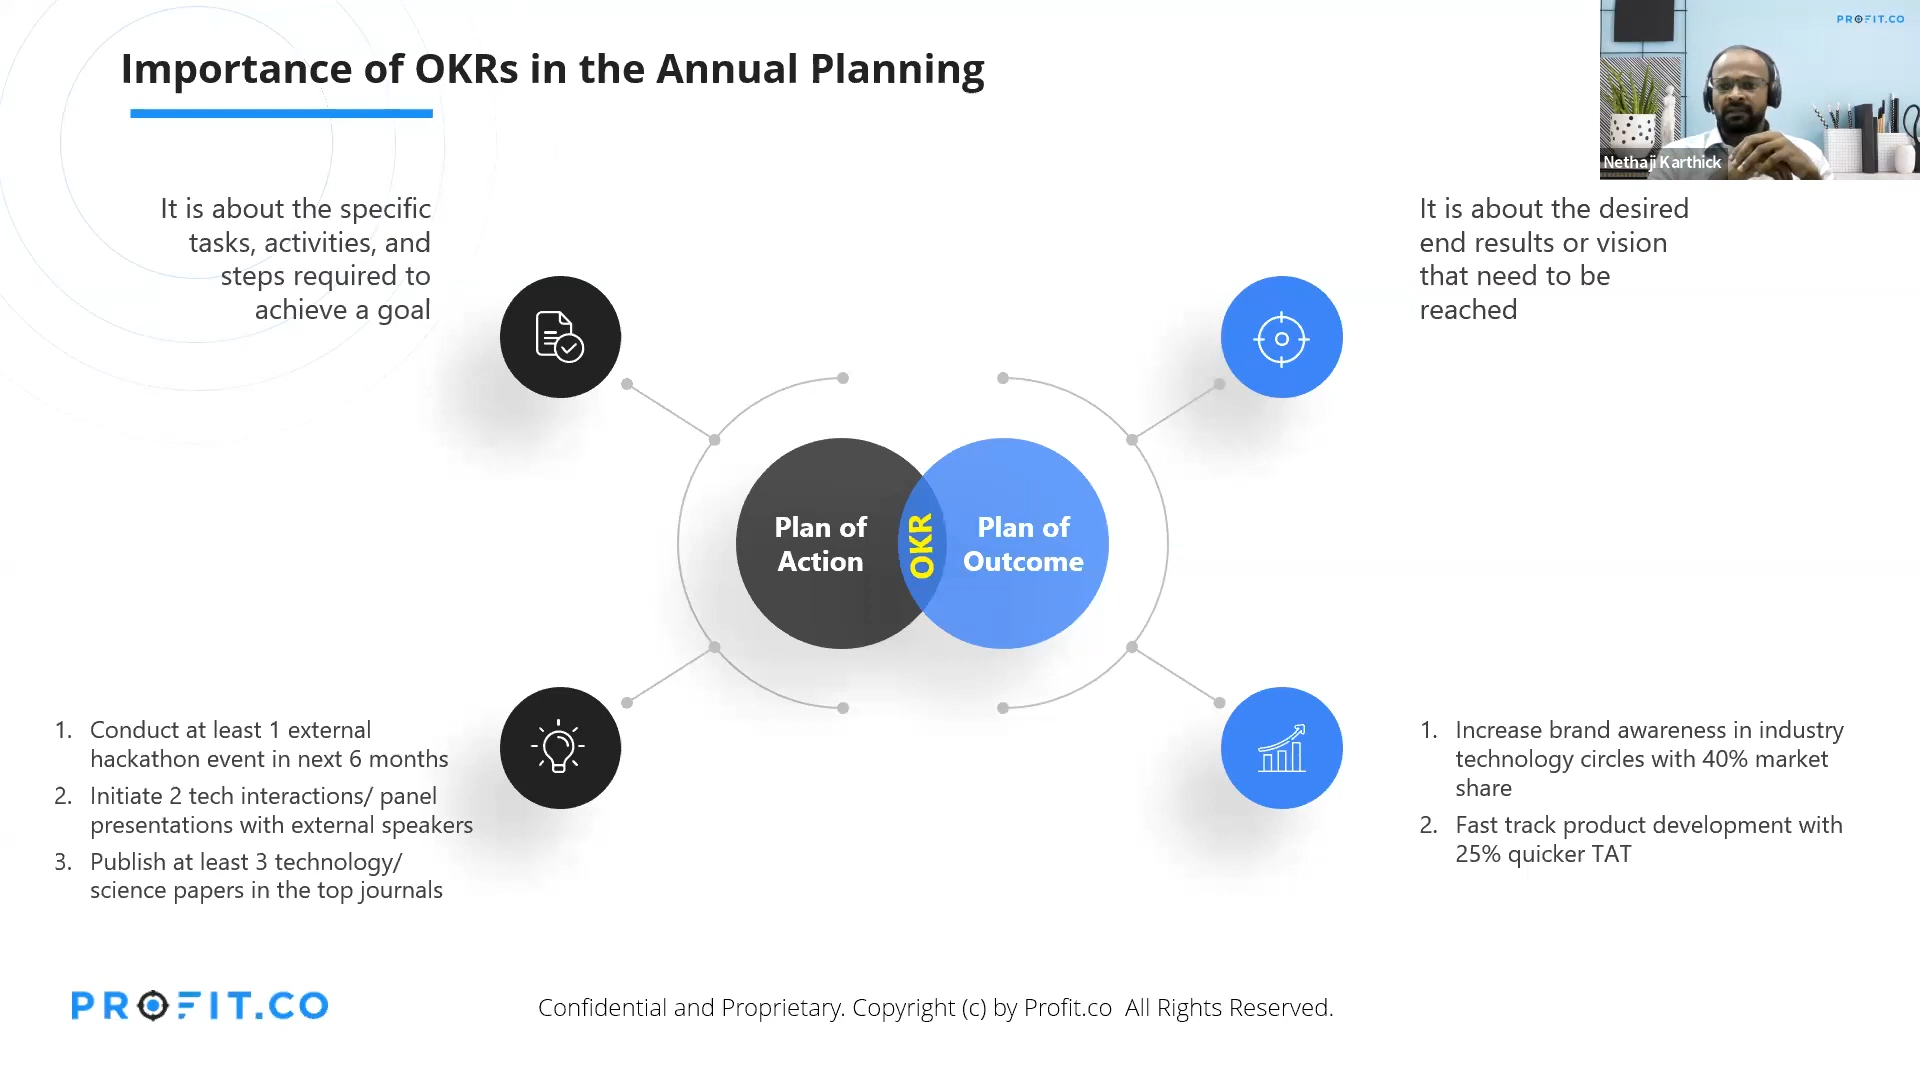 Importance of OKRs in the Annual Planning
PROFIT.CO
Nethaji Karthick
It is about the specific
tasks, activities, and
steps required to
achieve a goal
It is about the desired
end results or vision
that need to be
reached
Plan of
Action
OKR
Plan of
Outcome
1. Conduct at least 1 external
hackathon event in next 6 months
2. Initiate 2 tech interactions/ panel
presentations with external speakers
3. Publish at least 3 technology/
science papers in the top journals
1. Increase brand awareness in industry
technology circles with 40% market
share
2. Fast track product development with
25% quicker TAT
PROFIT.CO
Confidential and Proprietary. Copyright (c) by Profit.co  All Rights Reserved.